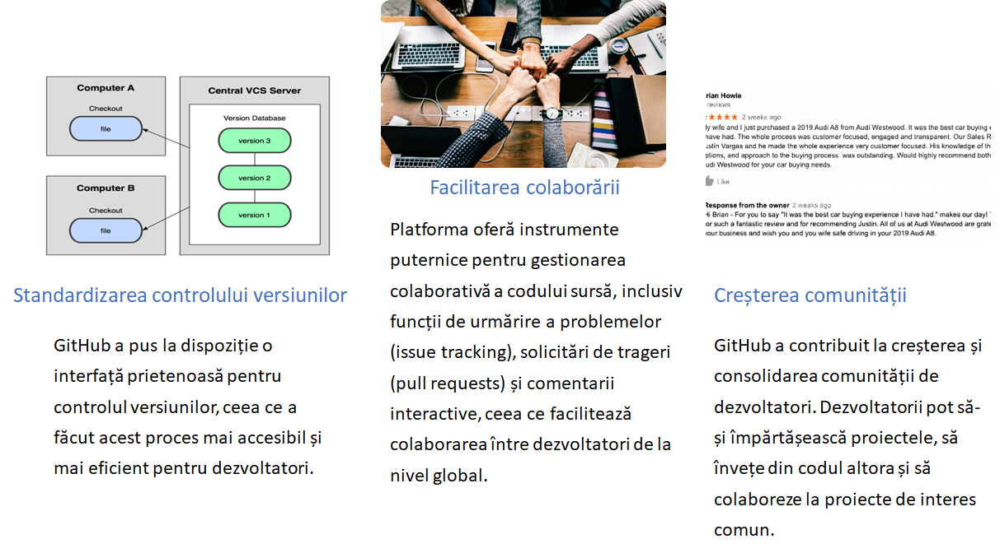 Computer A
Checkout
file
Computer B
Checkout
file
Central VCS Server
Version Database
version 3
version 2
version 1
Standardizarea controlului versiunilor
GitHub a pus la dispoziție o
interfață prietenoasă pentru
controlul versiunilor, ceea ce a
făcut acest proces mai accesibil și
mai eficient pentru dezvoltatori.
Facilitarea colaborării
Platforma oferă instrumente
puternice pentru gestionarea
colaborativă a codului sursă, inclusiv
funcții de urmărire a problemelor
(issue tracking), solicitări de trageri
(pull requests) și comentarii
interactive, ceea ce facilitează
colaborarea între dezvoltatori de la
nivel global.
rian Howie
reviews
2 weeks ago
ly wife and I just purchased a 2019 Audi A8 from Audi Westwood. It was the best car buying
have had. The whole process was customer focused, engaged and transparent. Our Sales R
ustin Vargas and he made the whole experience very customer focused. His knowledge of th
ptions, and approach to the buying process was outstanding. Would highly recommend both
udi Westwood for your car buying needs.
Like
Response from the owner 2 weeks ago
Hi Brian - For you to say "It was the best car buying experience I have had." makes our day!
or such a fantastic review and for recommending Justin. All of us at Audi Westwood are grate
your business and wish you and you wife safe driving in your 2019 Audi A8.
Creșterea comunității
GitHub a contribuit la creșterea și
consolidarea comunității de
dezvoltatori. Dezvoltatorii pot să-
și împărtășească proiectele, să
învețe din codul altora și să
colaboreze la proiecte de interes
comun.